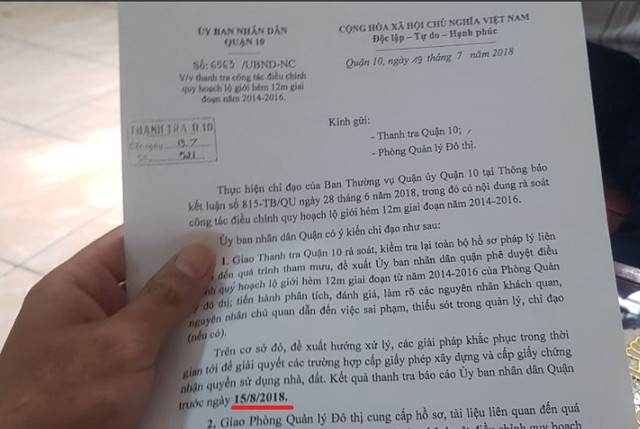 ỦY BAN NHÂN DÂN
QUẬN 10
CỘNG HÒA XÃ HỘI CHỦ NGHĨA VIỆT NAM
Độc lập – Tự do – Hạnh phúc
Số: 6563 /UBND-NC
Quận 10, ngày 19 tháng 7 năm 2018
V/v thanh tra công tác điều chỉnh
quy hoạch lộ giới hẻm 12m giai
đoạn năm 2014-2016.
THANH TRA Q.10
ngày 19.7
521
Kính gửi:
- Thanh tra Quận 10;
- Phòng Quản lý Đô thị.
Thực hiện chỉ đạo của Ban Thường vụ Quận ủy Quận 10 tại Thông báo
kết luận số 815-TB/QU ngày 28 tháng 6 năm 2018, trong đó có nội dung rà soát
công tác điều chỉnh quy hoạch lộ giới hẻm 12m giai đoạn năm 2014-2016.
Ủy ban nhân dân Quận có ý kiến chỉ đạo như sau:
1. Giao Thanh tra Quận 10 rà soát, kiểm tra lại toàn bộ hồ sơ pháp lý liên
đến quá trình tham mưu, đề xuất Ủy ban nhân dân quận phê duyệt điều
quy hoạch lộ giới hẻm 12m giai đoạn từ năm 2014-2016 của Phòng Quản
đô thị; tiến hành phân tích, đánh giá, làm rõ các nguyên nhân khách quan,
nguyên nhân chủ quan dẫn đến việc sai phạm, thiếu sót trong quản lý, chỉ đạo
(nếu có).
Trên cơ sở đó, đề xuất hướng xử lý, các giải pháp khắc phục trong thời
gian tới để giải quyết các trường hợp cấp giấy phép xây dựng và cấp giấy chứng
nhận quyền sử dụng nhà, đất. Kết quả thanh tra báo cáo Ủy ban nhân dân Quận
trước ngày 15/8/2018.
2. Giao Phòng Quản lý Đô thị cung cấp hồ sơ, tài liệu liên quan đến quá
điều chỉnh quy hoạch